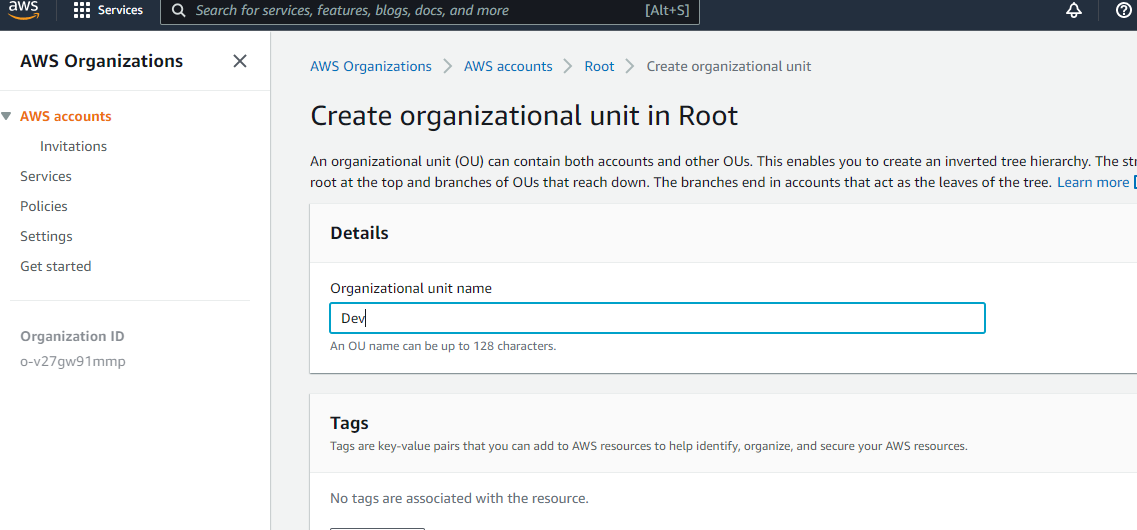 aws
Services
Search for services, features, blogs, docs, and more
[Alt+S]
AWS Organizations
AWS accounts
Invitations
Services
Policies
Settings
Get started
Organization ID
o-v27gw91mmp
AWS Organizations
AWS accounts
Root
Create organizational unit
Create organizational unit in Root
An organizational unit (OU) can contain both accounts and other OUs. This enables you to create an inverted tree hierarchy. The
root at the top and branches of OUs that reach down. The branches end in accounts that act as the leaves of the tree. Learn more
Details
Organizational unit name
Dev
An OU name can be up to 128 characters.
Tags
Tags are key-value pairs that you can add to AWS resources to help identify, organize, and secure your AWS resources.
No tags are associated with the resource.